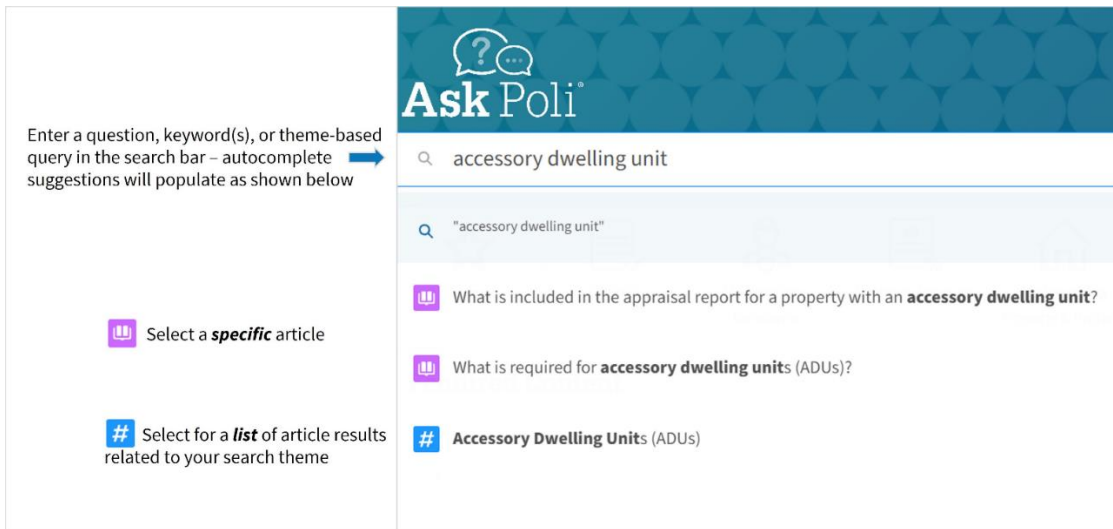 Ask Poli®
Enter a question, keyword(s), or theme-based
query in the search bar – autocomplete
suggestions will populate as shown below
accessory dwelling unit
"accessory dwelling unit"
What is included in the appraisal report for a property with an accessory dwelling unit?
Select a specific article
What is required for accessory dwelling units (ADUs)?
# Select for a list of article results
related to your search theme
# Accessory Dwelling Units (ADUs)